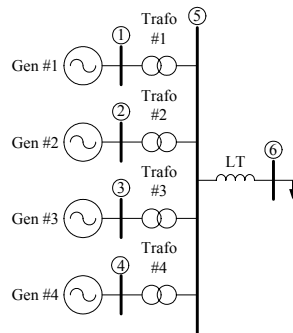 ⑤
①
Trafo
#1
Gen #1
②
Trafo
#2
Gen #2
LT
⑥
③
Trafo
#3
Gen #3
④
Trafo
#4
Gen #4